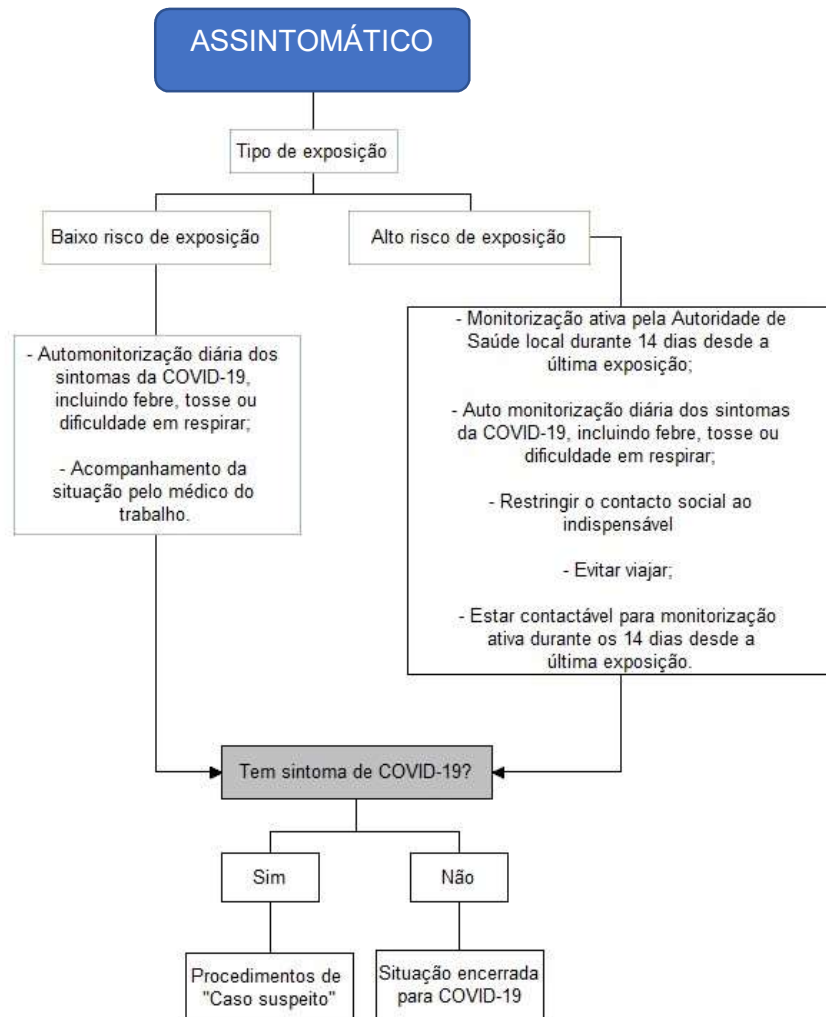 ASSINTOMÁTICO
Tipo de exposição
Baixo risco de exposição
Alto risco de exposição
- Automonitorização diária dos
sintomas da COVID-19,
incluindo febre, tosse ou
dificuldade em respirar;
- Acompanhamento da
situação pelo médico do
trabalho.
- Monitorização ativa pela Autoridade de
Saúde local durante 14 dias desde a
última exposição;
- Auto monitorização diária dos sintomas
da COVID-19, incluindo febre, tosse ou
dificuldade em respirar;
- Restringir o contacto social ao
indispensável
- Evitar viajar;
- Estar contactável para monitorização
ativa durante os 14 dias desde a
última exposição.
Tem sintoma de COVID-19?
Sim
Não
Procedimentos de
"Caso suspeito"
Situação encerrada
para COVID-19